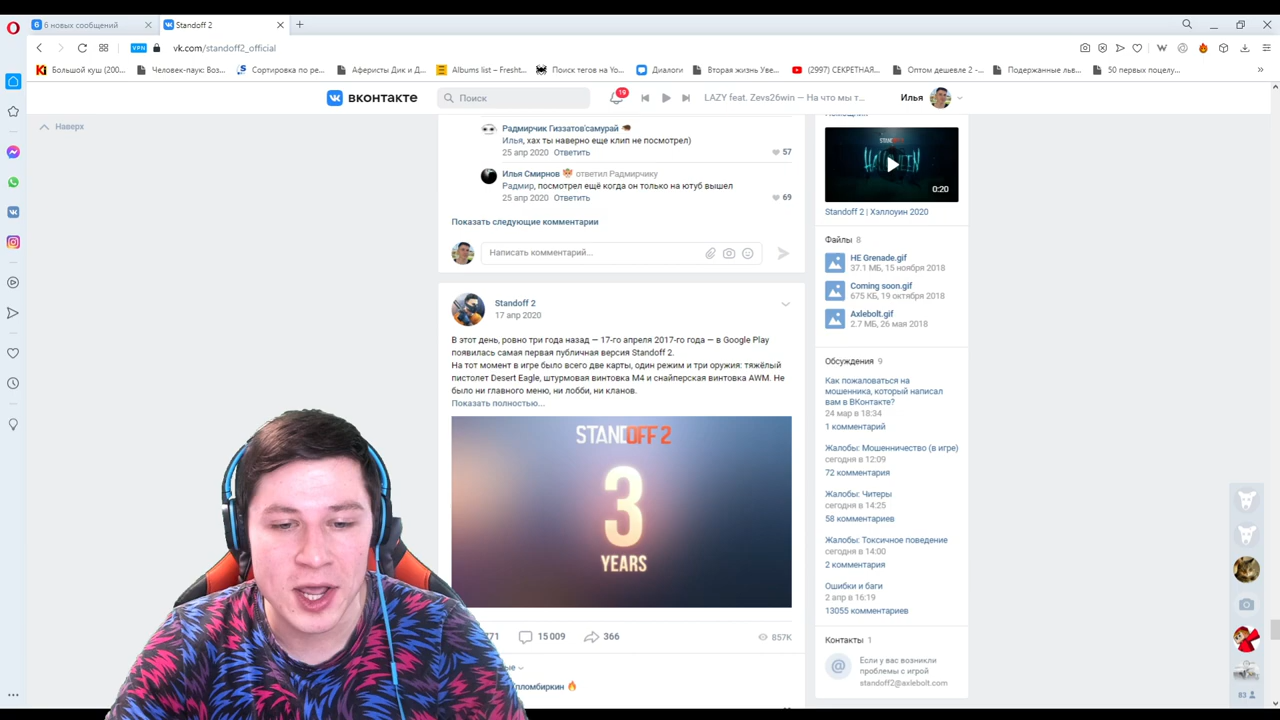 6 новых сообщений
Standoff 2
VPN
vk.com/standoff2_official
Большой куш (200...
Человек-паук: Воз...
Сортировка по ре...
Аферисты Дик и Д...
Albums list – Fresht...
Поиск тегов на Yo...
Диалоги
Вторая жизнь Уве...
(2997) СЕКРЕТНАЯ...
Оптом дешевле 2 -...
Подержанные льв...
50 первых поцелу...
вконтакте
Поиск
19
LAZY feat. Zevs26win — На что мы т...
Илья
Наверх
Радмирчик Гиззатов'самурай
Илья, хах ты наверно еще клип не посмотрел)
25 апр 2020 Ответить
57
Илья Смирнов ответил Радмирчику
Радмир, посмотрел ещё когда он только на ютуб вышел
25 апр 2020 Ответить
69
Показать следующие комментарии
Написать комментарий...
Standoff 2
17 апр 2020
В этот день, ровно три года назад — 17-го апреля 2017-го года — в Google Play
появилась самая первая публичная версия Standoff 2.
На тот момент в игре было всего две карты, один режим и три оружия: тяжёлый
пистолет Desert Eagle, штурмовая винтовка M4 и снайперская винтовка AWM. Не
было ни главного меню, ни лобби, ни кланов.
Показать полностью...
STANDOFF 2
3
YEARS
71
15 009
366
857K
пломбиркин
HALLOWEEN
0:20
Standoff 2 | Хэллоуин 2020
Файлы 8
HE Grenade.gif
37.1 МБ, 15 ноября 2018
Coming soon.gif
675 КБ, 19 октября 2018
Axlebolt.gif
2.7 МБ, 26 мая 2018
Обсуждения 9
Как пожаловаться на
мошенника, который написал
вам в ВКонтакте?
24 мар в 18:34
1 комментарий
Жалобы: Мошенничество (в игре)
сегодня в 12:09
72 комментария
Жалобы: Читеры
сегодня в 14:25
58 комментариев
Жалобы: Токсичное поведение
сегодня в 14:00
2 комментария
Ошибки и баги
2 апр в 16:19
13055 комментариев
Контакты 1
Если у вас возникли
проблемы с игрой
standoff2@axlebolt.com
83